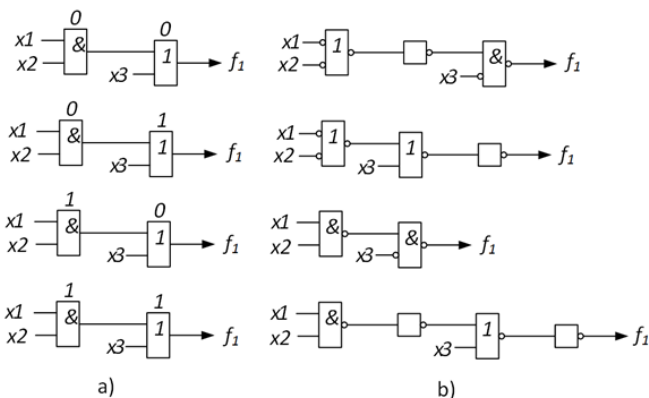 0 0
x1 & 1 f₁
x2 x3
x1 1 & f₁
x2 x3
0 1
x1 & 1 f₁
x2 x3
x1 1 1 f₁
x2 x3
1 0
x1 & 1 f₁
x2 x3
x1 & & f₁
x2 x3
1 1
x1 & 1 f₁
x2 x3
x1 & 1 f₁
x2 x3
a) b)